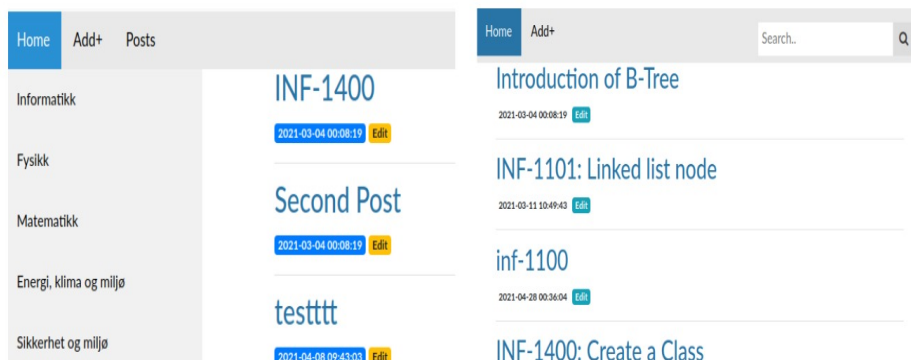 Home Add+ Posts
Informatikk
Fysikk
Matematikk
Energi, klima og miljø
Sikkerhet og miljø
INF-1400
2021-03-04 00:08:19 Edit
Second Post
2021-03-04 00:08:19 Edit
testttt
2021-04-08 09:43:03 Edit
Home Add+ Search..
Introduction of B-Tree
2021-03-04 00:08:19 Edit
INF-1101: Linked list node
2021-03-11 10:49:43 Edit
inf-1100
2021-04-28 00:36:04 Edit
INF-1400: Create a Class